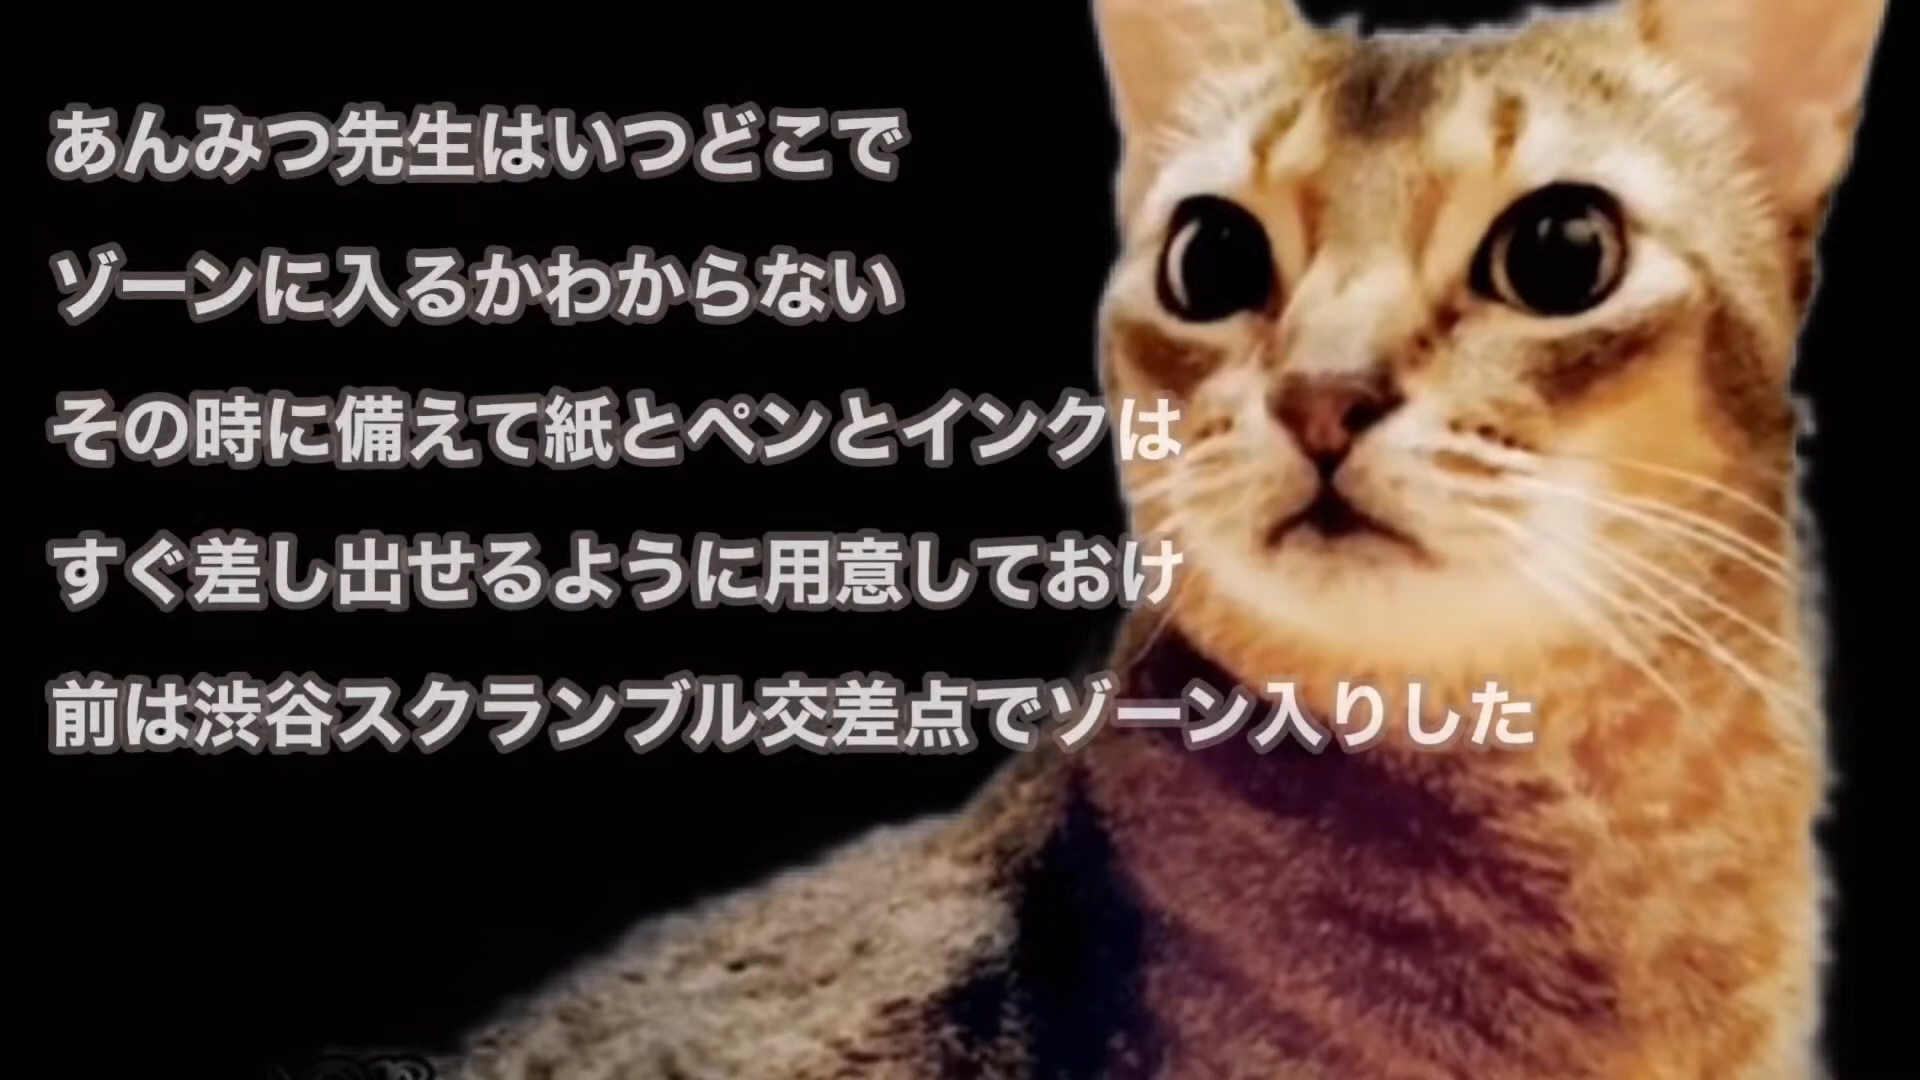 あんみつ先生はいつどこで
ゾーンに入るかわからない
その時に備えて紙とペンとインクは
すぐ差し出せるように用意しておけ
前は渋谷スクランブル交差点でゾーン入りした